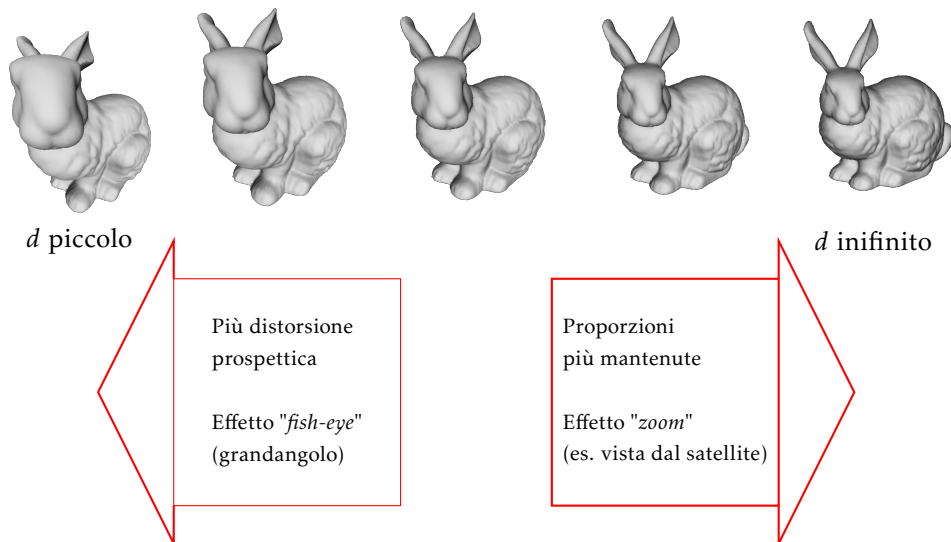 d piccolo
d inifinito
Più distorsione
prospettica
Effetto "fish-eye"
(grandangolo)
Proporzioni
più mantenute
Effetto "zoom"
(es. vista dal satellite)